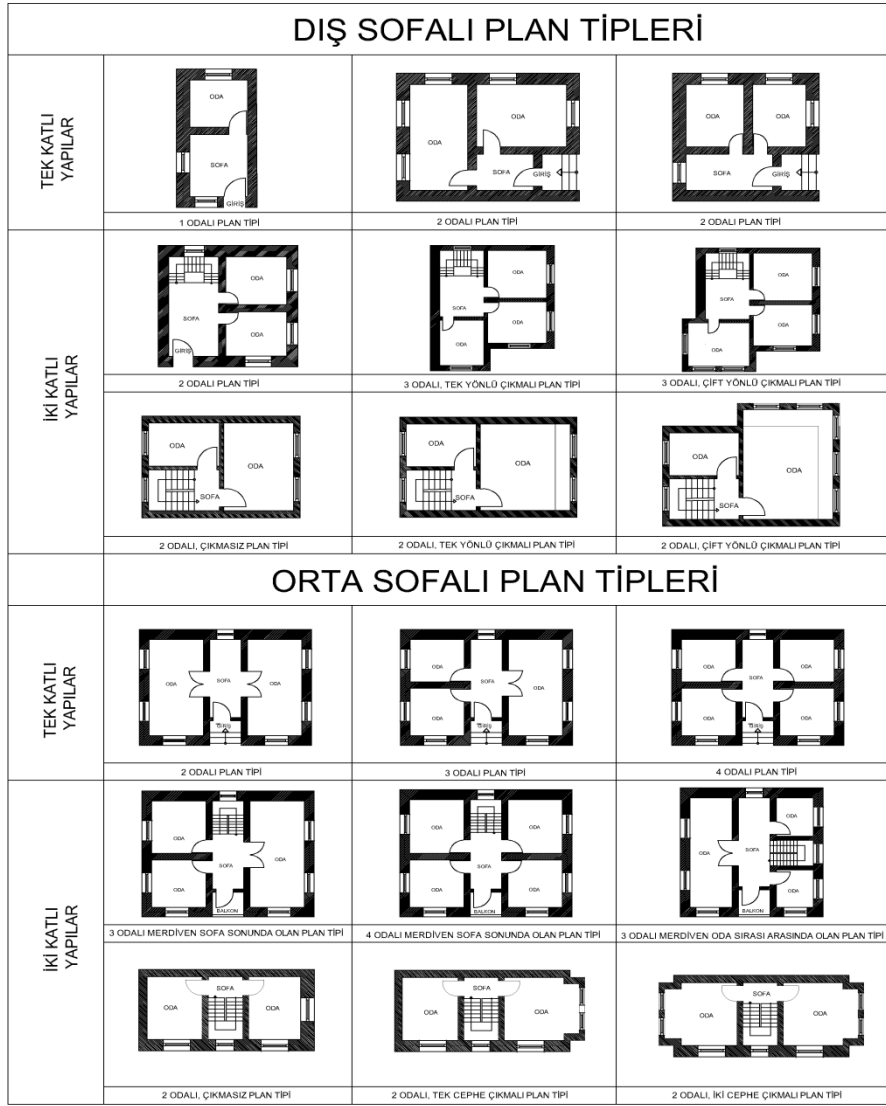 DIŞ SOFALI PLAN TİPLERİ
TEK KATLI
YAPILAR
ODA
SOFA
GİRİŞ
1 ODALI PLAN TİPİ
ODA
ODA
SOFA
GİRİŞ
2 ODALI PLAN TİPİ
ODA
ODA
SOFA
GİRİŞ
2 ODALI PLAN TİPİ
İKİ KATLI
YAPILAR
ODA
SOFA
ODA
GİRİŞ
2 ODALI PLAN TİPİ
ODA
SOFA
ODA
ODA
3 ODALI, TEK YÖNLÜ ÇIKMALI PLAN TİPİ
ODA
SOFA
ODA
ODA
3 ODALI, ÇİFT YÖNLÜ ÇIKMALI PLAN TİPİ
ODA
ODA
SOFA
2 ODALI, ÇIKMASIZ PLAN TİPİ
ODA
ODA
SOFA
2 ODALI, TEK YÖNLÜ ÇIKMALI PLAN TİPİ
ODA
ODA
SOFA
2 ODALI, ÇİFT YÖNLÜ ÇIKMALI PLAN TİPİ
ORTA SOFALI PLAN TİPLERİ
TEK KATLI
YAPILAR
ODA
SOFA
ODA
GİRİŞ
2 ODALI PLAN TİPİ
ODA
SOFA
ODA
ODA
GİRİŞ
3 ODALI PLAN TİPİ
ODA
SOFA
ODA
ODA
GİRİŞ
ODA
4 ODALI PLAN TİPİ
İKİ KATLI
YAPILAR
ODA
SOFA
ODA
ODA
BALKON
3 ODALI MERDİVEN SOFA SONUNDA OLAN PLAN TİPİ
ODA
ODA
SOFA
ODA
ODA
BALKON
4 ODALI MERDİVEN SOFA SONUNDA OLAN PLAN TİPİ
ODA
ODA
SOFA
ODA
BALKON
3 ODALI MERDİVEN ODA SIRASI ARASINDA OLAN PLAN TİPİ
SOFA
ODA
ODA
2 ODALI, ÇIKMASIZ PLAN TİPİ
SOFA
ODA
ODA
2 ODALI, TEK CEPHE ÇIKMALI PLAN TİPİ
SOFA
ODA
ODA
2 ODALI, İKİ CEPHE ÇIKMALI PLAN TİPİ